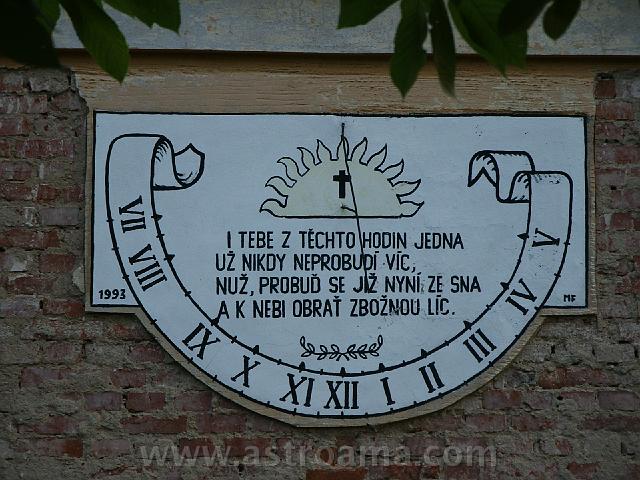 I TEBE Z TĚCHTO HODIN JEDNA
UŽ NIKDY NEPROBUDÍ VÍC,
NUŽ, PROBUĎ SE JIŽ NYNÍ ZE SNA
A K NEBI OBRAŤ ZBOŽNOU LÍC.
1993
MF
VII VIII IX X XI XII I II III IV V
www.astroama.com